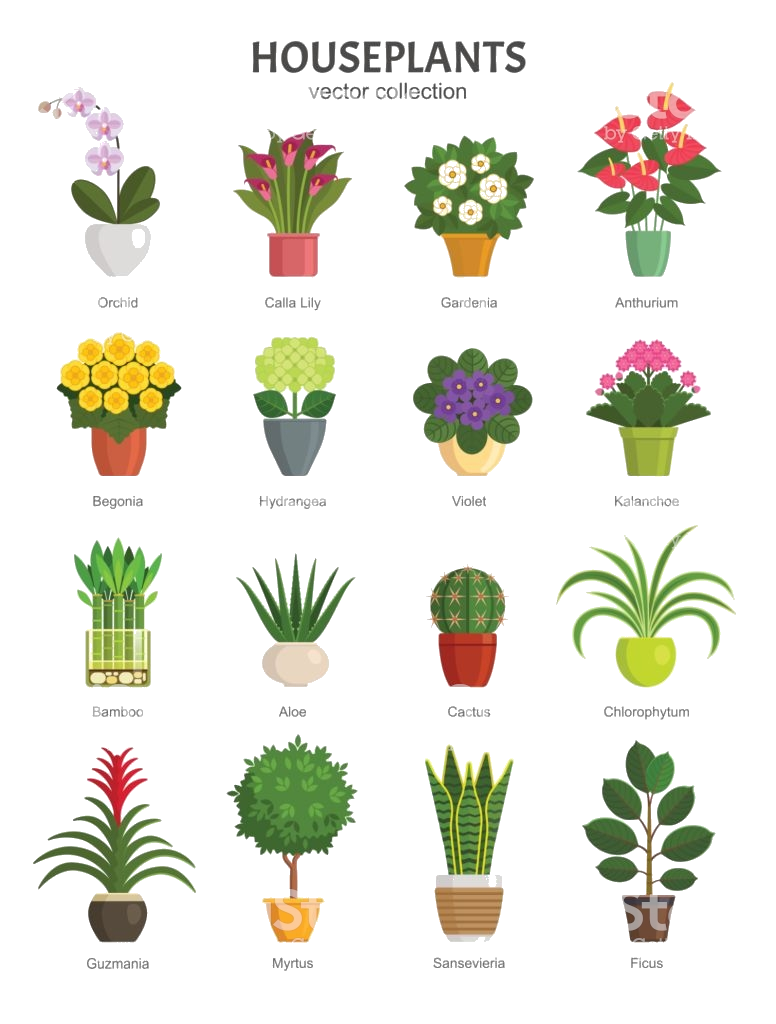 HOUSEPLANTS
vector collection
Orchid
Calla Lily
Gardenia
Anthurium
Begonia
Hydrangea
Violet
Kalanchoe
Bamboo
Aloe
Cactus
Chlorophytum
Guzmania
Myrtus
Sansevieria
Ficus